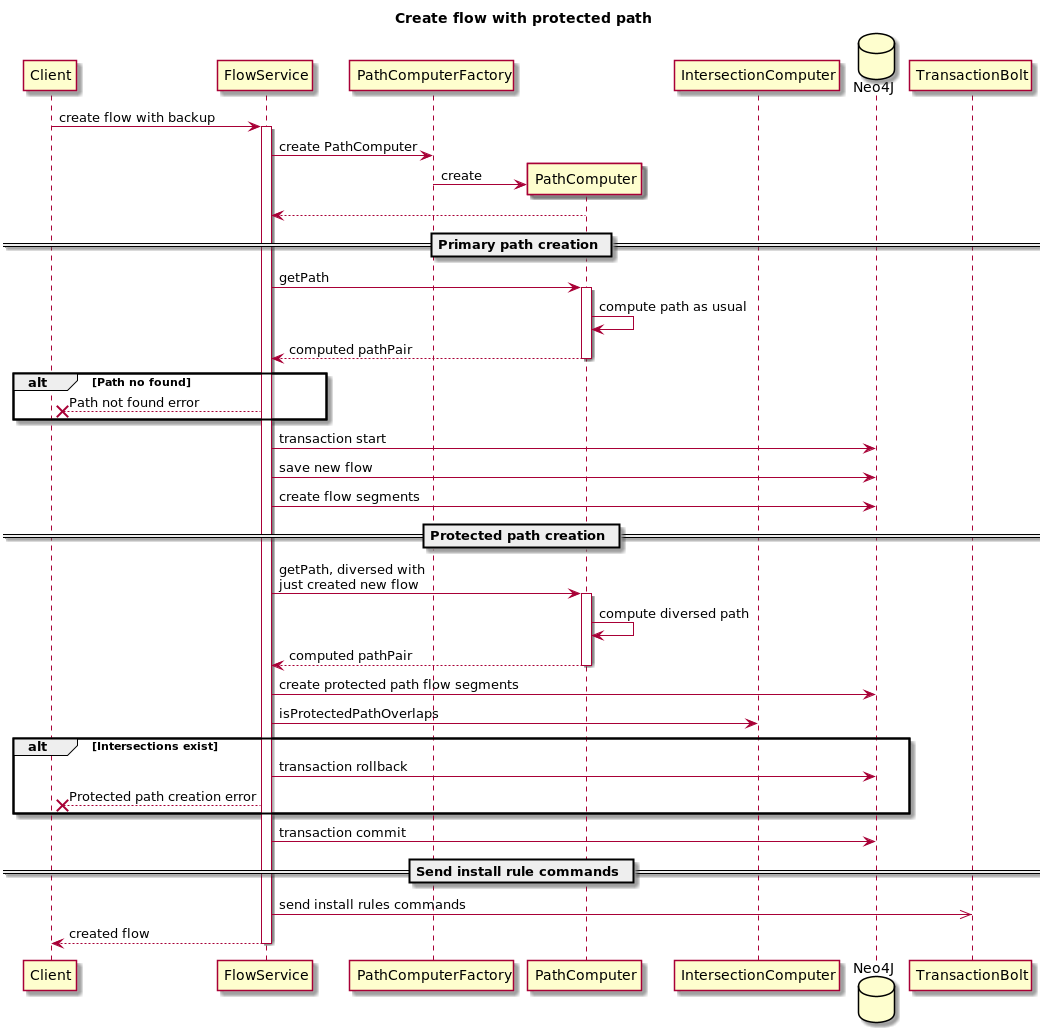 Create flow with protected path
Client
FlowService
PathComputerFactory
IntersectionComputer
Neo4J
TransactionBolt
create flow with backup
create PathComputer
create
PathComputer
Primary path creation
getPath
compute path as usual
computed pathPair
alt
[Path no found]
Path not found error
transaction start
save new flow
create flow segments
Protected path creation
getPath, diversed with
just created new flow
compute diversed path
computed pathPair
create protected path flow segments
isProtectedPathOverlaps
alt
[Intersections exist]
transaction rollback
Protected path creation error
transaction commit
Send install rule commands
send install rules commands
created flow
Client
FlowService
PathComputerFactory
PathComputer
IntersectionComputer
Neo4J
TransactionBolt